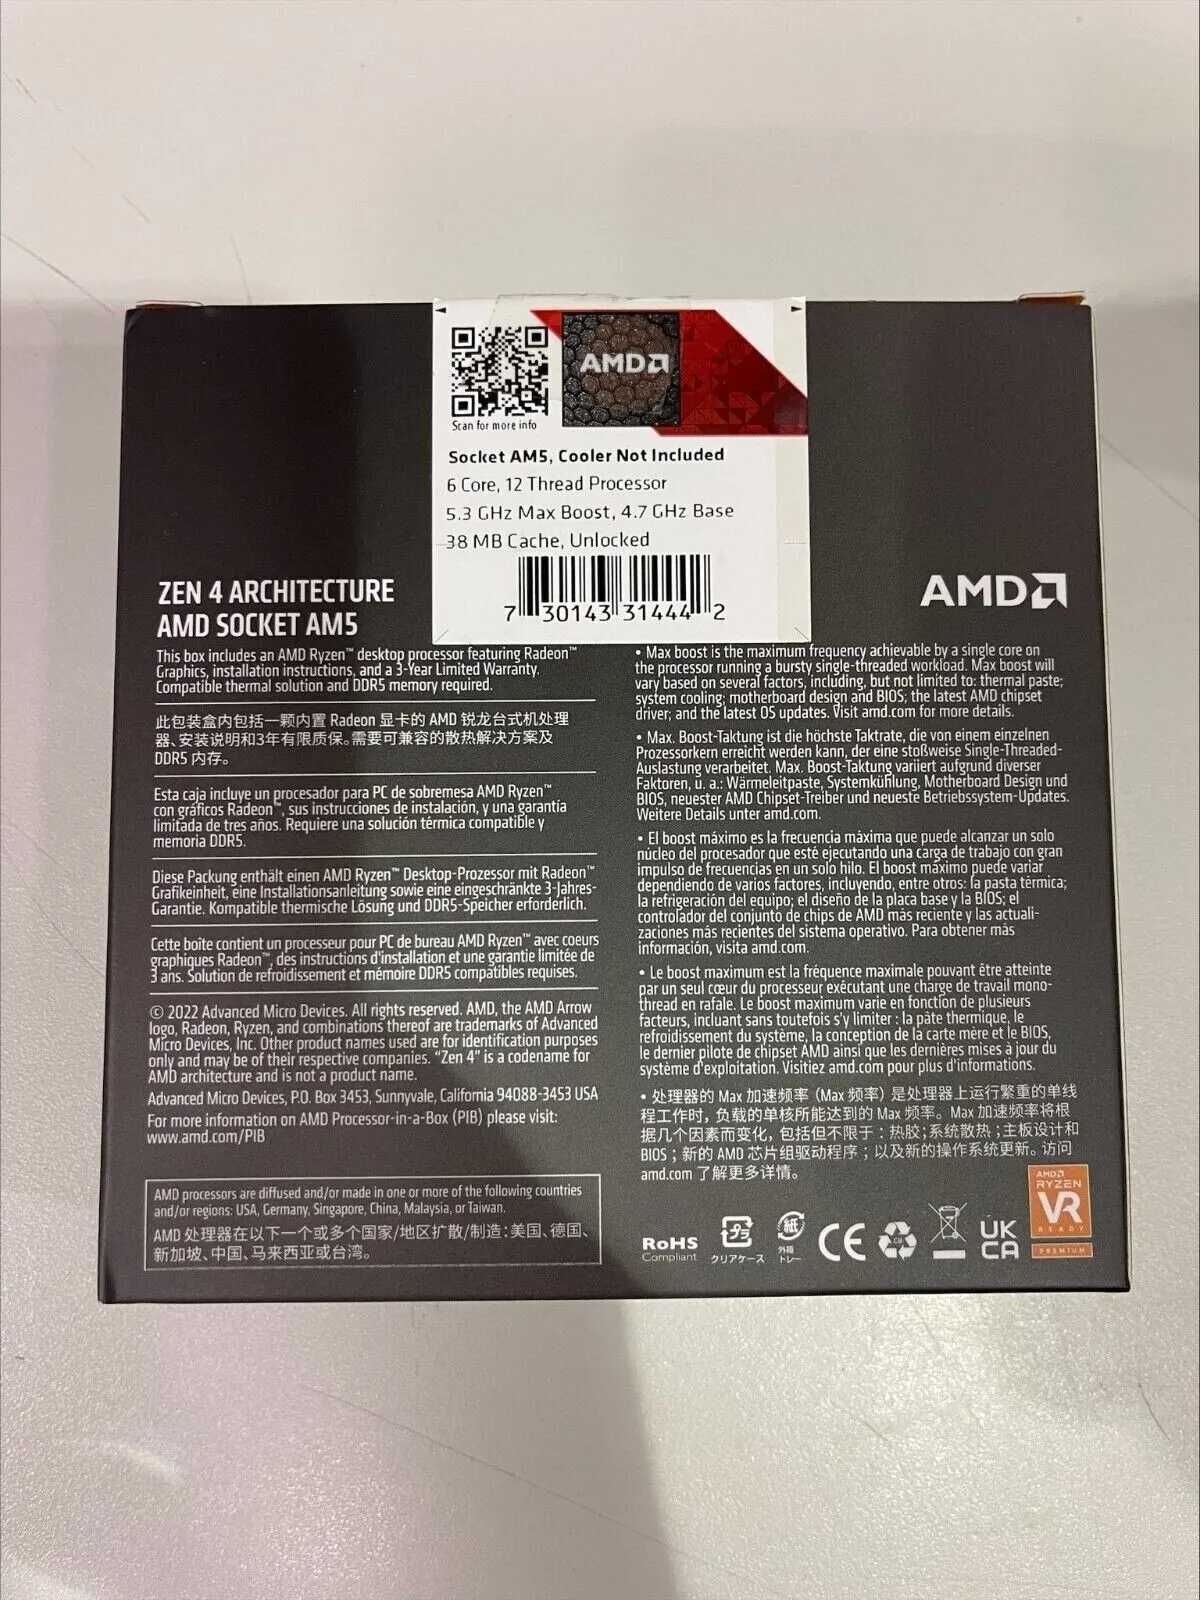 Scan for more info
AMD
Socket AM5, Cooler Not Included
6 Core, 12 Thread Processor
5.3 GHz Max Boost, 4.7 GHz Base
38 MB Cache, Unlocked
7 30143 31444 2
ZEN 4 ARCHITECTURE
AMD SOCKET AM5
AMD
This box includes an AMD Ryzen™ desktop processor featuring Radeon™
Graphics, installation instructions, and a 3-Year Limited Warranty.
Compatible thermal solution and DDR5 memory required.
此包装盒内包括一颗内置 Radeon 显卡的 AMD 锐龙台式机处理
器、安装说明和3年有限质保。需要可兼容的散热解决方案及
DDR5 内存。
Esta caja incluye un procesador para PC de sobremesa AMD Ryzen™
con gráficos Radeon™, sus instrucciones de instalación, y una garantía
limitada de tres años. Requiere una solución térmica compatible y
memoria DDR5.
Diese Packung enthält einen AMD Ryzen™ Desktop-Prozessor mit Radeon™
Grafikeinheit, eine Installationsanleitung sowie eine eingeschränkte 3-Jahres-
Garantie. Kompatible thermische Lösung und DDR5-Speicher erforderlich.
Cette boîte contient un processeur pour PC de bureau AMD Ryzen™ avec coeurs
graphiques Radeon™, des instructions d'installation et une garantie limitée de
3 ans. Solution de refroidissement et mémoire DDR5 compatibles requises.
© 2022 Advanced Micro Devices. All rights reserved. AMD, the AMD Arrow
logo, Radeon, Ryzen, and combinations thereof are trademarks of Advanced
Micro Devices, Inc. Other product names used are for identification purposes
only and may be of their respective companies. "Zen 4" is a codename for
AMD architecture and is not a product name.
Advanced Micro Devices, P.O. Box 3453, Sunnyvale, California 94088-3453 USA
For more information on AMD Processor-in-a-Box (PIB) please visit:
www.amd.com/PIB
AMD processors are diffused and/or made in one or more of the following countries
and/or regions: USA, Germany, Singapore, China, Malaysia, or Taiwan.
AMD 处理器在以下一个或多个国家/地区扩散/制造：美国、德国、
新加坡、中国、马来西亚或台湾。
• Max boost is the maximum frequency achievable by a single core on
the processor running a bursty single-threaded workload. Max boost will
vary based on several factors, including, but not limited to: thermal paste;
system cooling; motherboard design and BIOS; the latest AMD chipset
driver; and the latest OS updates. Visit amd.com for more details.
• Max. Boost-Taktung ist die höchste Taktrate, die von einem einzelnen
Prozessorkern erreicht werden kann, der eine stoßweise Single-Threaded-
Auslastung verarbeitet. Max. Boost-Taktung variiert aufgrund diverser
Faktoren, u. a.: Wärmeleitpaste, Systemkühlung, Motherboard Design und
BIOS, neuester AMD Chipset-Treiber und neueste Betriebssystem-Updates.
Weitere Details unter amd.com.
• El boost máximo es la frecuencia máxima que puede alcanzar un solo
núcleo del procesador que esté ejecutando una carga de trabajo con gran
impulso de frecuencias en un solo hilo. El boost máximo puede variar
dependiendo de varios factores, incluyendo, entre otros: la pasta térmica;
la refrigeración del equipo; el diseño de la placa base y la BIOS; el
controlador del conjunto de chips de AMD más reciente y las actuali-
zaciones más recientes del sistema operativo. Para obtener más
información, visita amd.com.
• Le boost maximum est la fréquence maximale pouvant être atteinte
par un seul cœur du processeur exécutant une charge de travail mono-
thread en rafale. Le boost maximum varie en fonction de plusieurs
facteurs, incluant sans toutefois s'y limiter : la pâte thermique, le
refroidissement du système, la conception de la carte mère et le BIOS,
le dernier pilote de chipset AMD ainsi que les dernières mises à jour du
système d'exploitation. Visitiez amd.com pour plus d'informations.
• 处理器的 Max 加速频率 (Max 频率) 是处理器上运行繁重的单线
程工作时，负载的单核所能达到的 Max 频率。Max 加速频率将根
据几个因素而变化，包括但不限于：热胶；系统散热；主板设计和
BIOS；新的 AMD 芯片组驱动程序；以及新的操作系统更新。访问
amd.com 了解更多详情。
RoHS
Compliant
プラ
クリアケース
紙
外箱
トレー
CE
UK
CA
AMD
RYZEN
VR
READY
PREMIUM